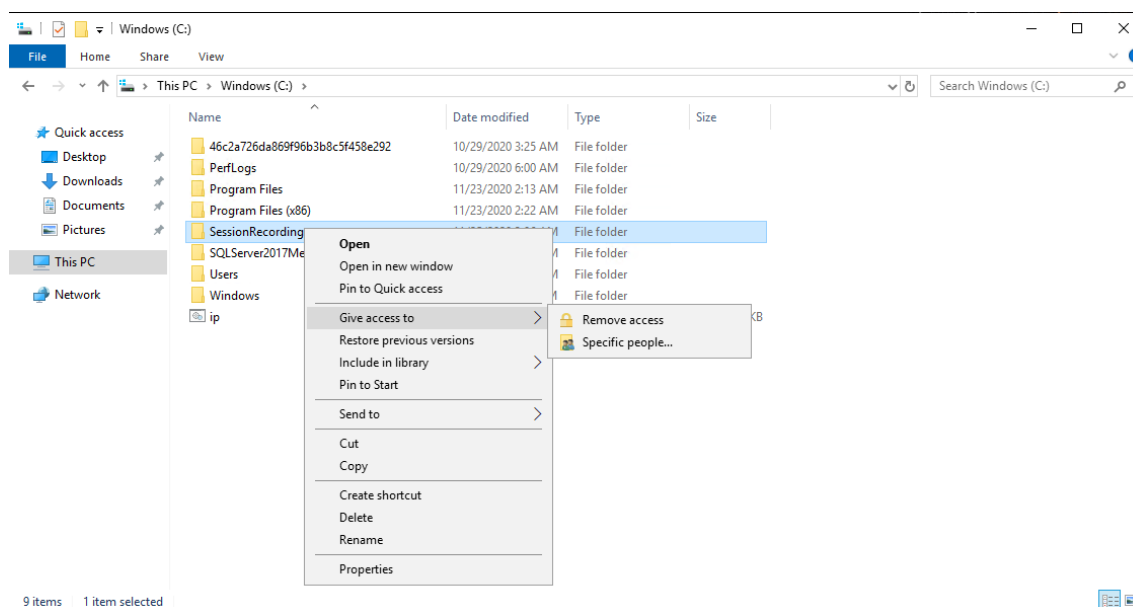 Windows (C:)
File Home Share View
This PC > Windows (C:) > Search Windows (C:)
Name Date modified Type Size
Quick access
Desktop
Downloads
Documents
Pictures
This PC
Network
46c2a726da869f96b3b8c5f458e292 10/29/2020 3:25 AM File folder
PerfLogs 10/29/2020 6:00 AM File folder
Program Files 11/23/2020 2:13 AM File folder
Program Files (x86) 11/23/2020 2:22 AM File folder
SessionRecording File folder
SQLServer2017Me File folder
Users File folder
Windows File folder
ip KB
Open
Open in new window
Pin to Quick access
Give access to
Restore previous versions
Include in library
Pin to Start
Send to
Cut
Copy
Create shortcut
Delete
Rename
Properties
Remove access
Specific people...
9 items 1 item selected